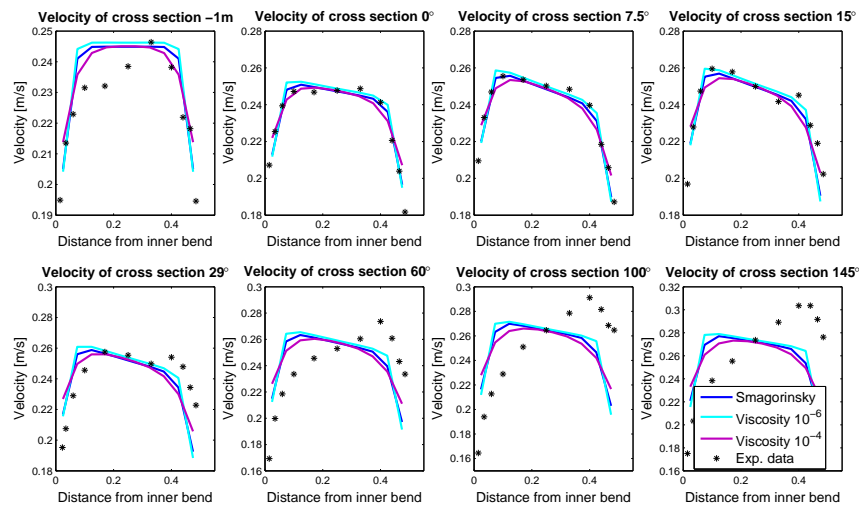 Velocity of cross section −1m
Velocity [m/s]
0.25
0.24
0.23
0.22
0.21
0.2
0.19
0
0.2
0.4
Distance from inner bend
Velocity of cross section 0°
Velocity [m/s]
0.28
0.26
0.24
0.22
0.2
0.18
0
0.2
0.4
Distance from inner bend
Velocity of cross section 7.5°
Velocity [m/s]
0.28
0.26
0.24
0.22
0.2
0.18
0
0.2
0.4
Distance from inner bend
Velocity of cross section 15°
Velocity [m/s]
0.28
0.26
0.24
0.22
0.2
0.18
0
0.2
0.4
Distance from inner bend
Velocity of cross section 29°
Velocity [m/s]
0.3
0.28
0.26
0.24
0.22
0.2
0.18
0
0.2
0.4
Distance from inner bend
Velocity of cross section 60°
Velocity [m/s]
0.3
0.28
0.26
0.24
0.22
0.2
0.18
0.16
0
0.2
0.4
Distance from inner bend
Velocity of cross section 100°
Velocity [m/s]
0.3
0.28
0.26
0.24
0.22
0.2
0.18
0.16
0
0.2
0.4
Distance from inner bend
Velocity of cross section 145°
Velocity [m/s]
0.32
0.3
0.28
0.26
0.24
0.22
0.2
0.18
0.16
0
0.2
0.4
Distance from inner bend
Smagorinsky
Viscosity 10⁻⁶
Viscosity 10⁻⁴
Exp. data